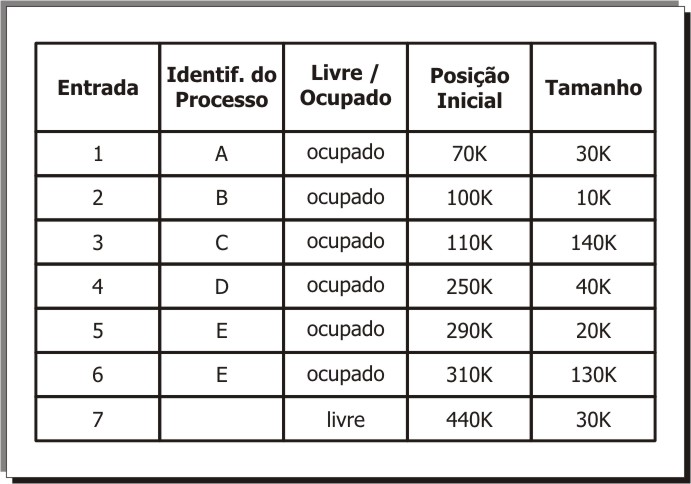 Entrada Identif. do Processo Livre / Ocupado Posição Inicial Tamanho
1 A ocupado 70K 30K
2 B ocupado 100K 10K
3 C ocupado 110K 140K
4 D ocupado 250K 40K
5 E ocupado 290K 20K
6 E ocupado 310K 130K
7 livre 440K 30K